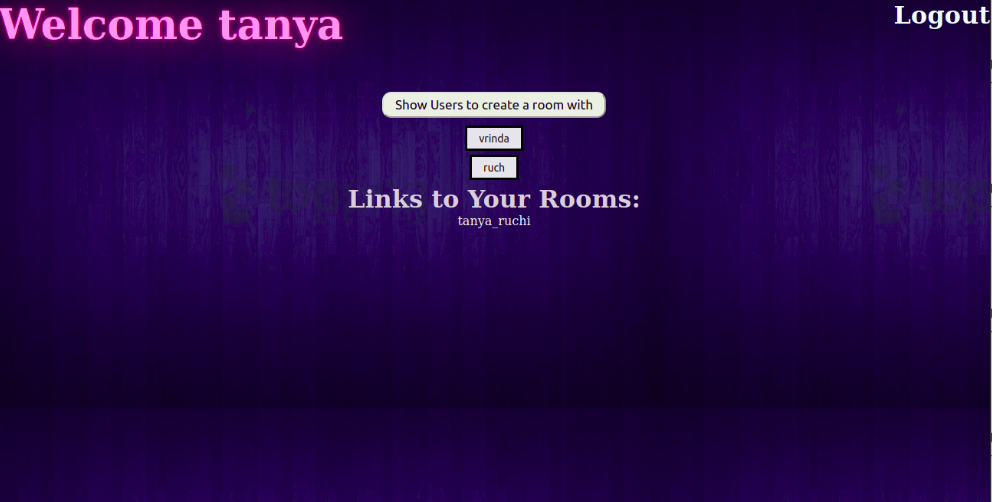 Welcome tanya
Logout
Show Users to create a room with
vrinda
ruch
Links to Your Rooms:
tanya_ruchi